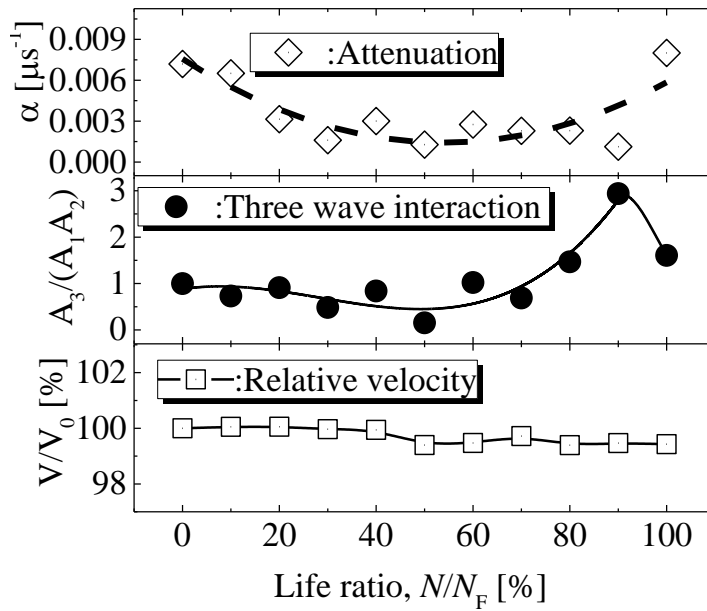 0.009
0.006
0.003
0.000
α [µs⁻¹]
:Attenuation
3
2
1
0
A₃/(A₁A₂)
:Three wave interaction
102
100
98
V/V₀ [%]
:Relative velocity
0 20 40 60 80 100
Life ratio, N/N_F [%]